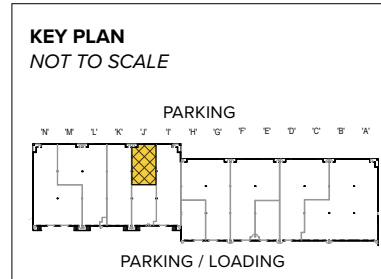 KEY PLAN
NOT TO SCALE
PARKING
'N' 'M' 'L' 'K' 'J' 'I' 'H' 'G' 'F' 'E' 'D' 'C' 'B' 'A'
PARKING / LOADING